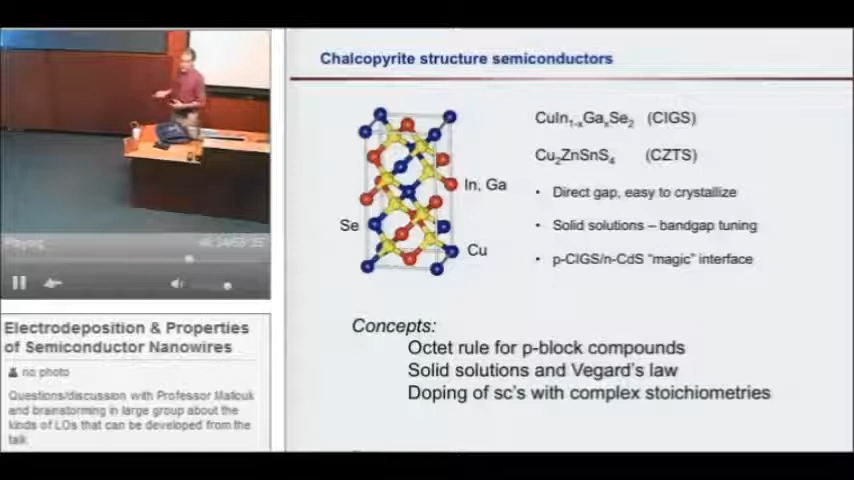 Chalcopyrite structure semiconductors
CuIn₁₋ₓGaₓSe₂ (CIGS)
Cu₂ZnSnS₄ (CZTS)
In, Ga
Se
Cu
• Direct gap, easy to crystallize
• Solid solutions – bandgap tuning
• p-CIGS/n-CdS “magic” interface
Concepts:
Octet rule for p-block compounds
Solid solutions and Vegard's law
Doping of sc's with complex stoichiometries
Electrodeposition & Properties
of Semiconductor Nanowires
no photo
Questions/discussion with Professor Mallouk
and brainstorming in large group about the
kinds of LOs that can be developed from the
talk